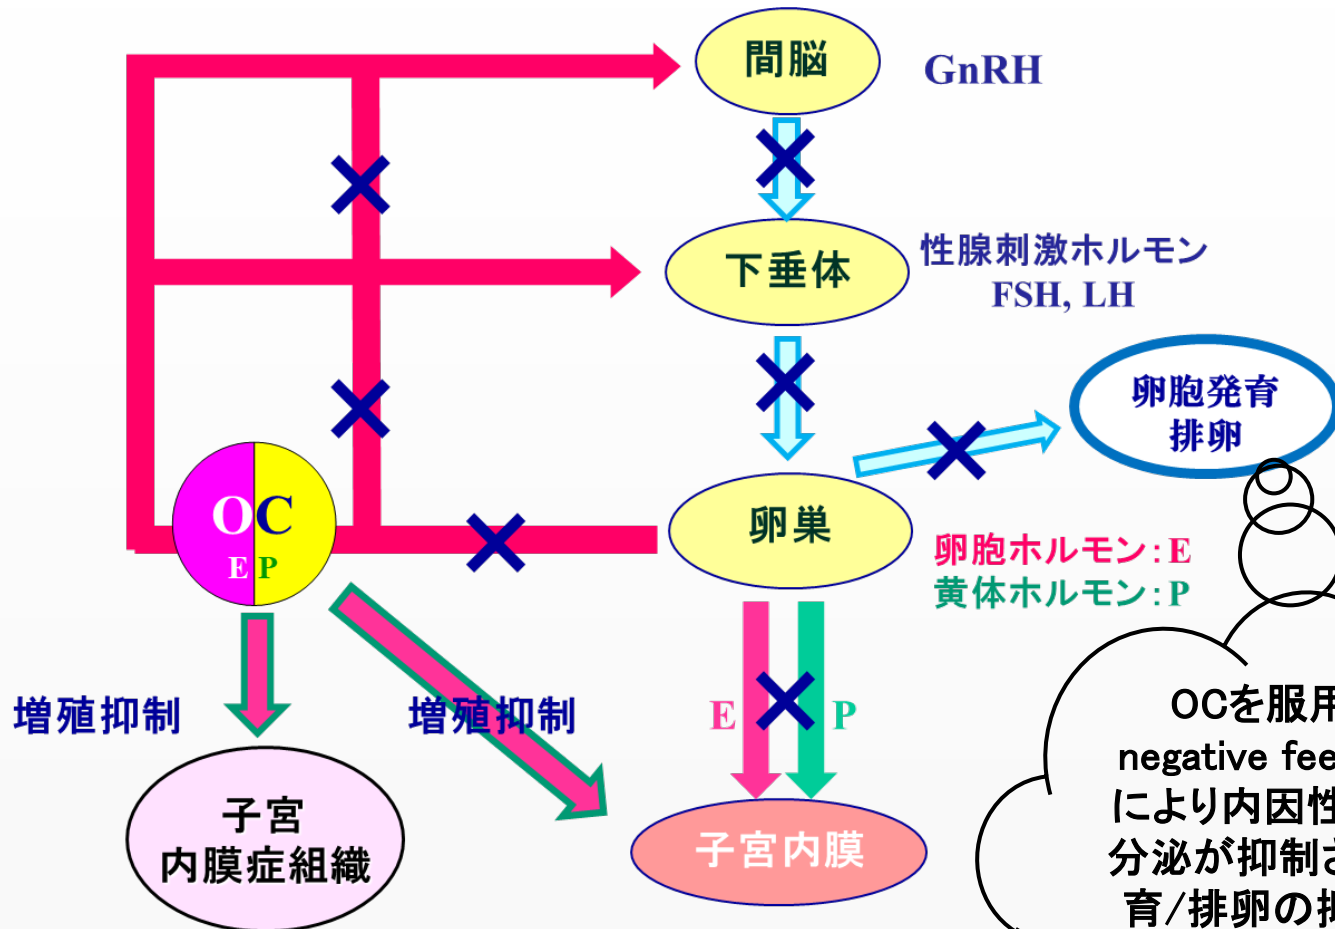 間脳
GnRH
下垂体
性腺刺激ホルモン
FSH, LH
卵胞発育
排卵
OC
E P
卵巣
卵胞ホルモン:E
黄体ホルモン:P
増殖抑制
増殖抑制
E
P
子宮
内膜症組織
子宮内膜
OCを服用
negative fee
により内因性
分泌が抑制さ
育/排卵の抑